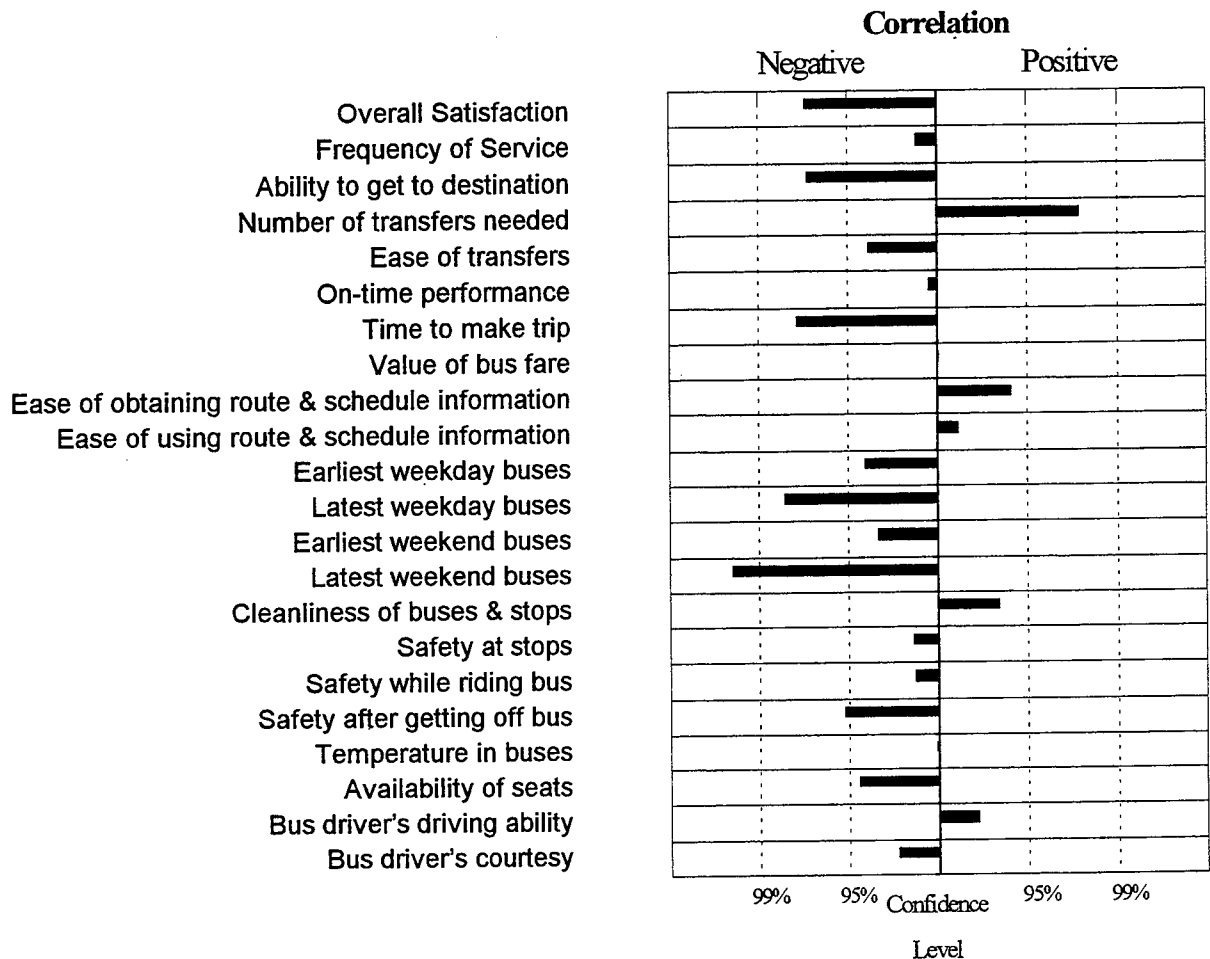 Correlation
Negative
Positive
Overall Satisfaction
Frequency of Service
Ability to get to destination
Number of transfers needed
Ease of transfers
On-time performance
Time to make trip
Value of bus fare
Ease of obtaining route & schedule information
Ease of using route & schedule information
Earliest weekday buses
Latest weekday buses
Earliest weekend buses
Latest weekend buses
Cleanliness of buses & stops
Safety at stops
Safety while riding bus
Safety after getting off bus
Temperature in buses
Availability of seats
Bus driver's driving ability
Bus driver's courtesy
99%
95%
Confidence
95%
99%
Level